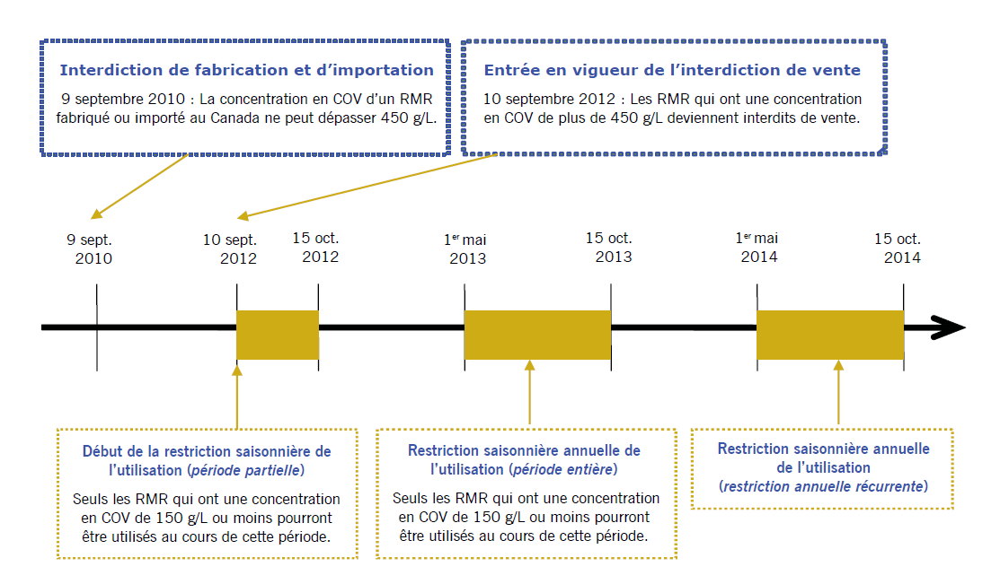 Interdiction de fabrication et d’importation
9 septembre 2010 : La concentration en COV d’un RMR
fabriqué ou importé au Canada ne peut dépasser 450 g/L.
Entrée en vigueur de l’interdiction de vente
10 septembre 2012 : Les RMR qui ont une concentration
en COV de plus de 450 g/L deviennent interdits de vente.
9 sept.
2010
10 sept.
2012
15 oct.
2012
1er mai
2013
15 oct.
2013
1er mai
2014
15 oct.
2014
Début de la restriction saisonnière de
l’utilisation (période partielle)
Seuls les RMR qui ont une concentration
en COV de 150 g/L ou moins pourront
être utilisés au cours de cette période.
Restriction saisonnière annuelle de
l’utilisation (période entière)
Seuls les RMR qui ont une concentration
en COV de 150 g/L ou moins pourront
être utilisés au cours de cette période.
Restriction saisonnière annuelle
de l’utilisation
(restriction annuelle récurrente)